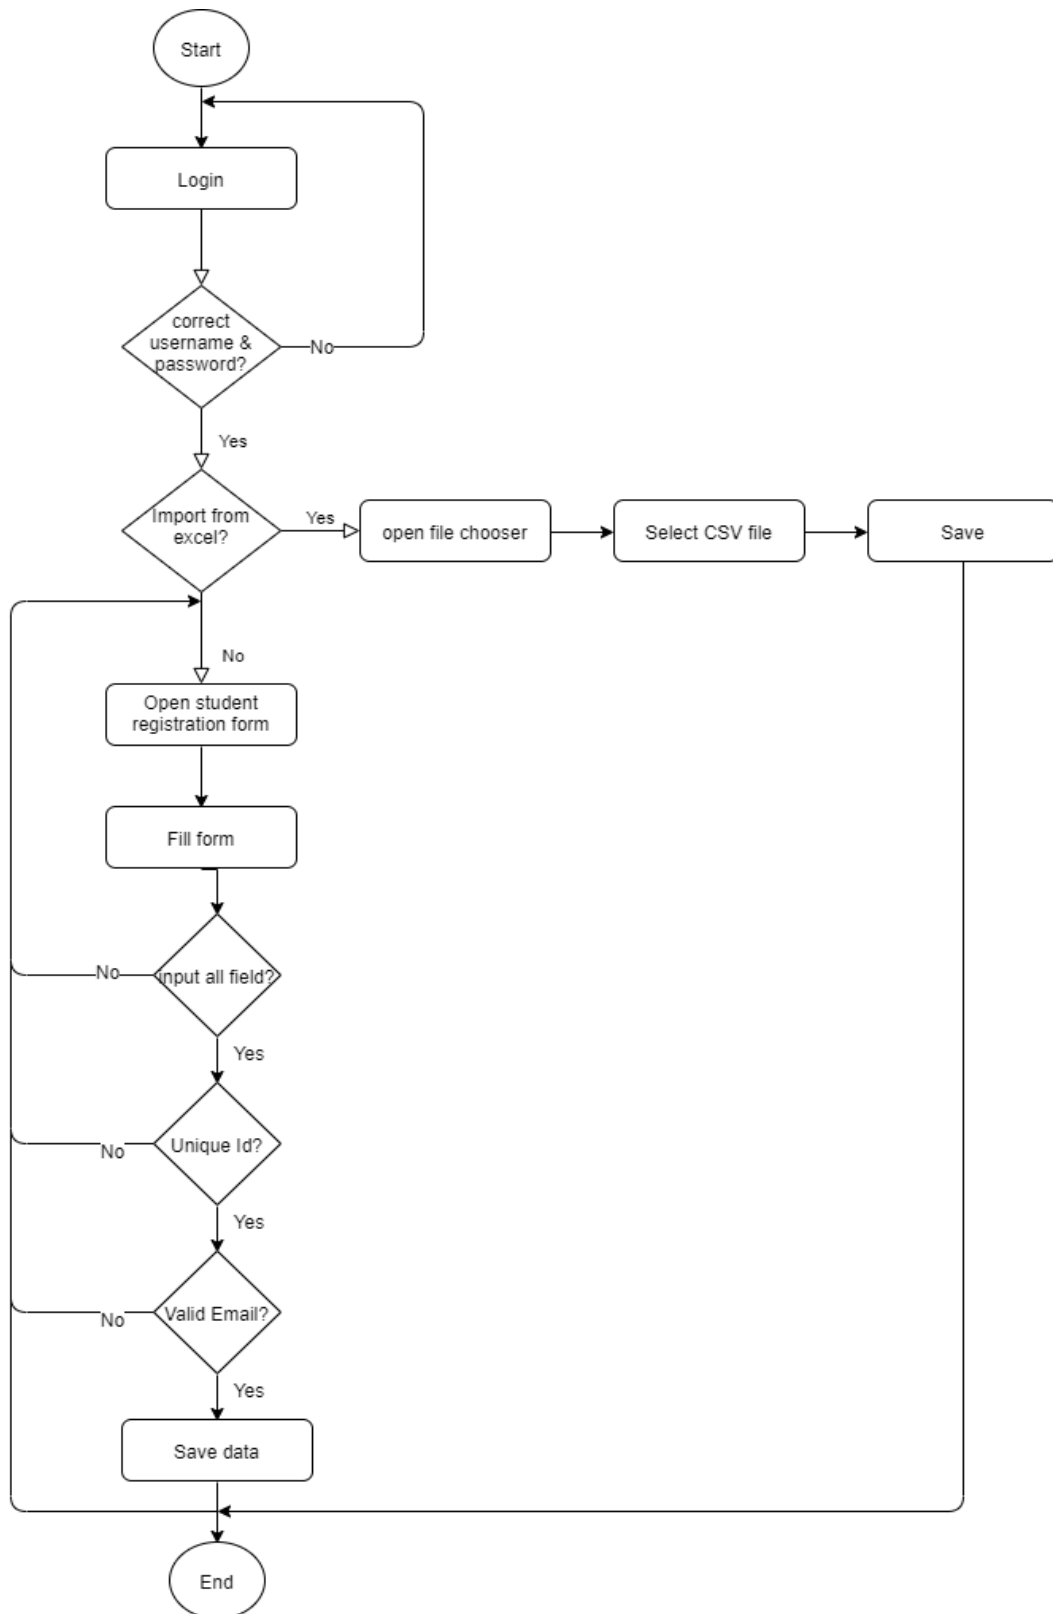 Start
Login
correct
username &
password?
No
Yes
Import from
excel?
Yes
open file chooser
Select CSV file
Save
No
Open student
registration form
Fill form
input all field?
No
Yes
Unique Id?
No
Yes
Valid Email?
No
Yes
Save data
End